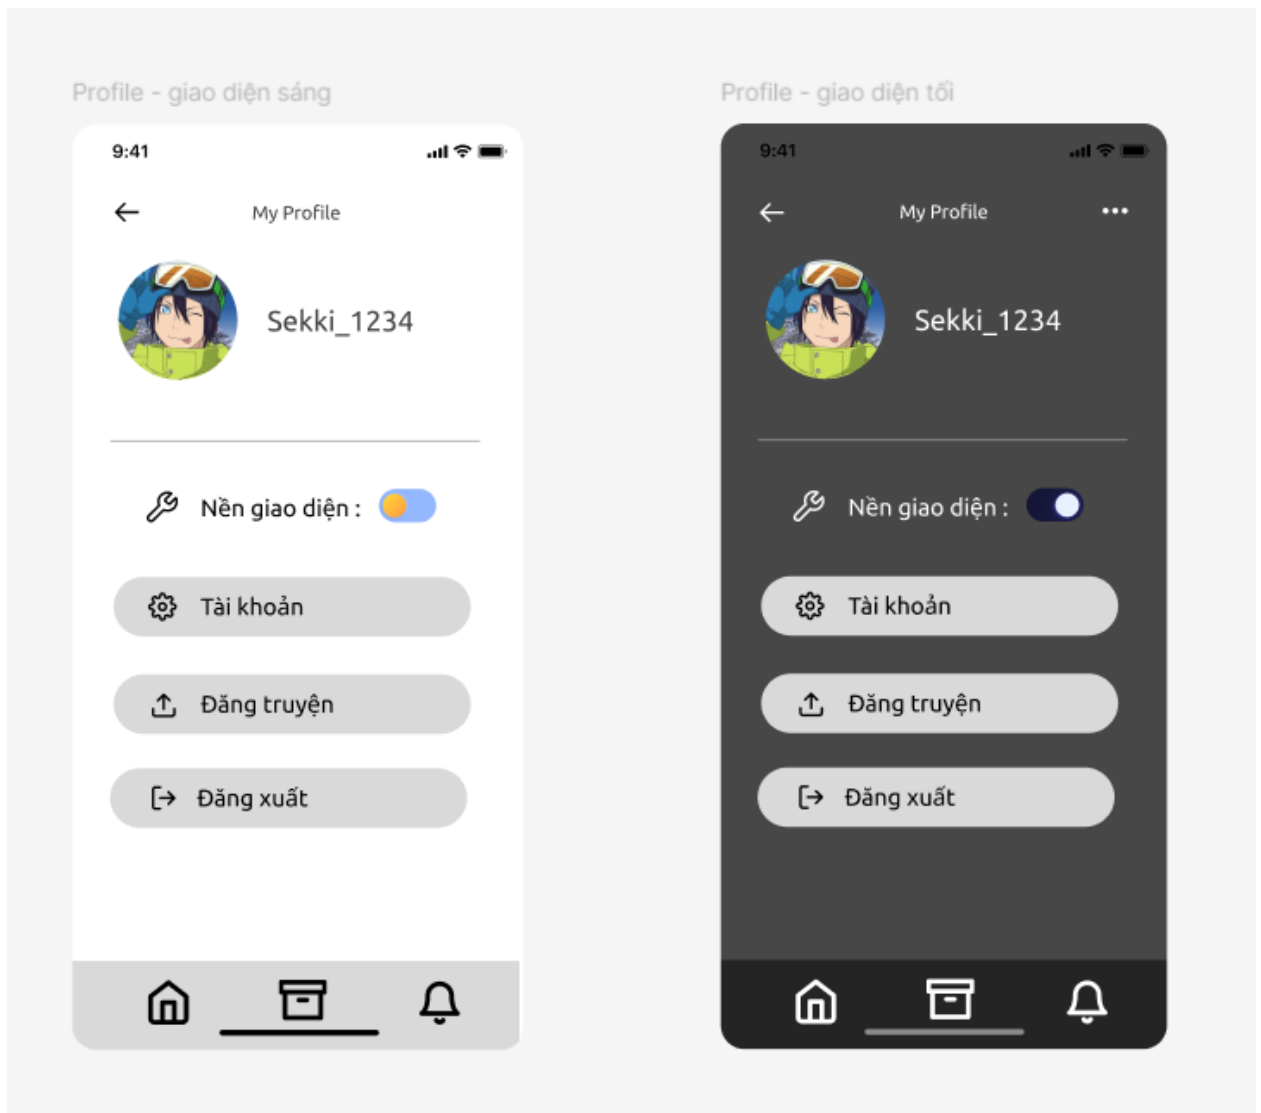 Profile - giao diện sáng
9:41
My Profile
Sekki_1234
Nền giao diện :
Tài khoản
Đăng truyện
Đăng xuất
Profile - giao diện tối
9:41
My Profile
Sekki_1234
Nền giao diện :
Tài khoản
Đăng truyện
Đăng xuất